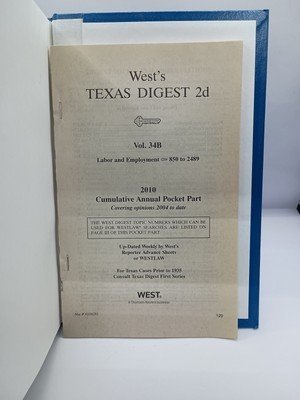 West's
TEXAS DIGEST 2d
Vol. 34B
Labor and Employment 850 to 2489
2010
Cumulative Annual Pocket Part
Covering opinions 2004 to date
THE WEST DIGEST TOPIC NUMBERS WHICH CAN BE
USED FOR WESTLAW® SEARCHES ARE LISTED ON
PAGE III OF THIS POCKET PART
Up-Dated Weekly by West's
Reporter Advance Sheets
or WESTLAW
For Texas Cases Prior to 1935
Consult Texas Digest First Series
WEST®
A Thomson Reuters business